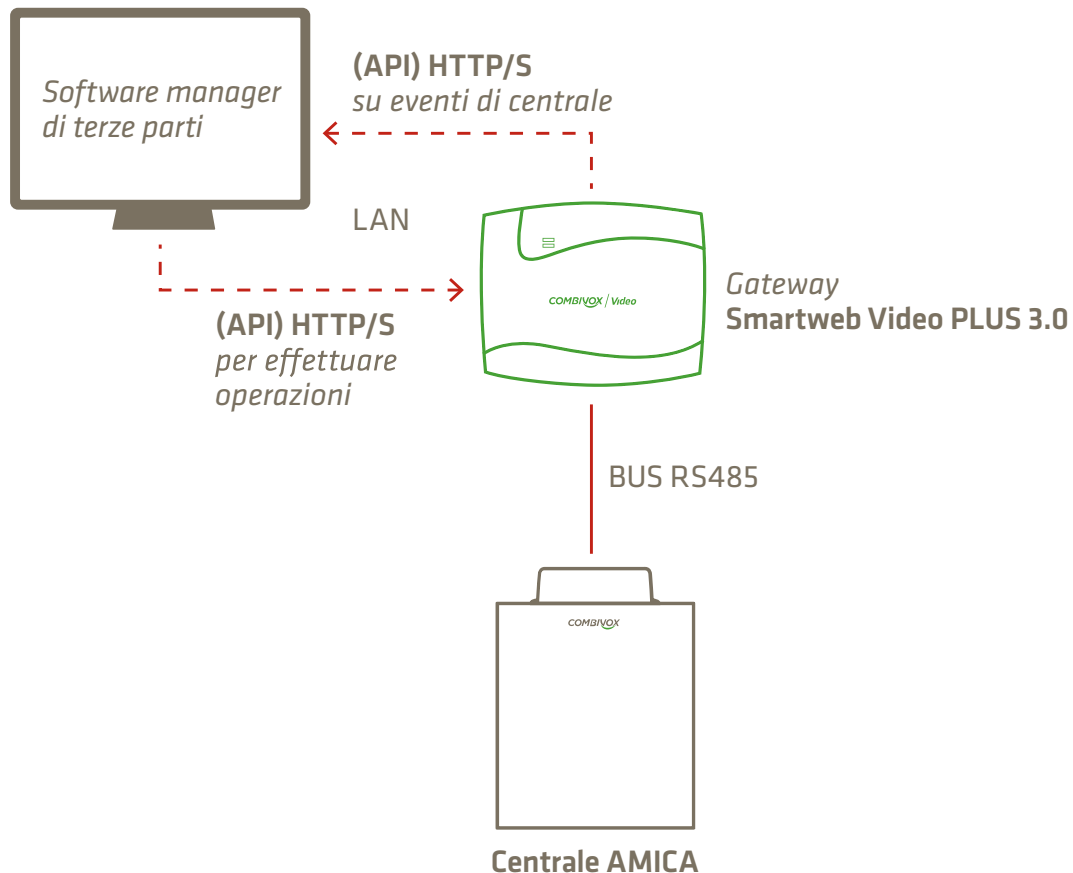 Software manager
di terze parti
(API) HTTP/S
su eventi di centrale
LAN
(API) HTTP/S
per effettuare
operazioni
COMBIVOX / Video
Gateway
Smartweb Video PLUS 3.0
BUS RS485
COMBIVOX
Centrale AMICA